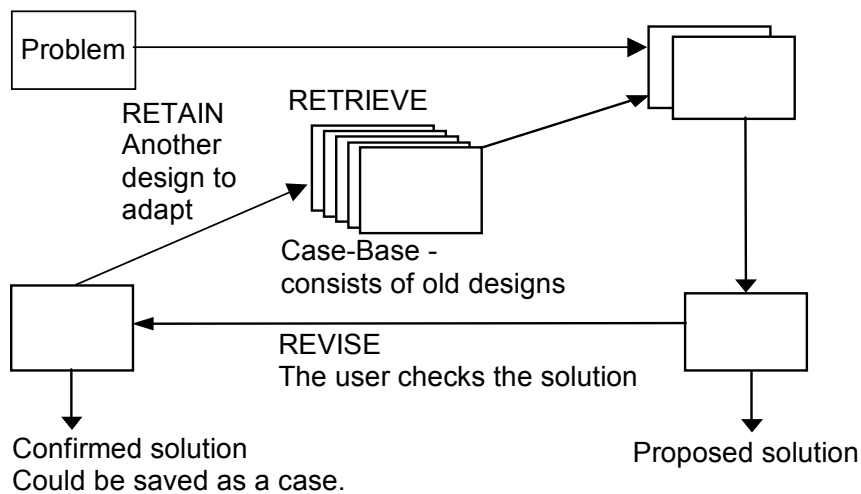 Problem
RETAIN
Another
design to
adapt
RETRIEVE
Case-Base -
consists of old designs
REVISE
The user checks the solution
Confirmed solution
Could be saved as a case.
Proposed solution